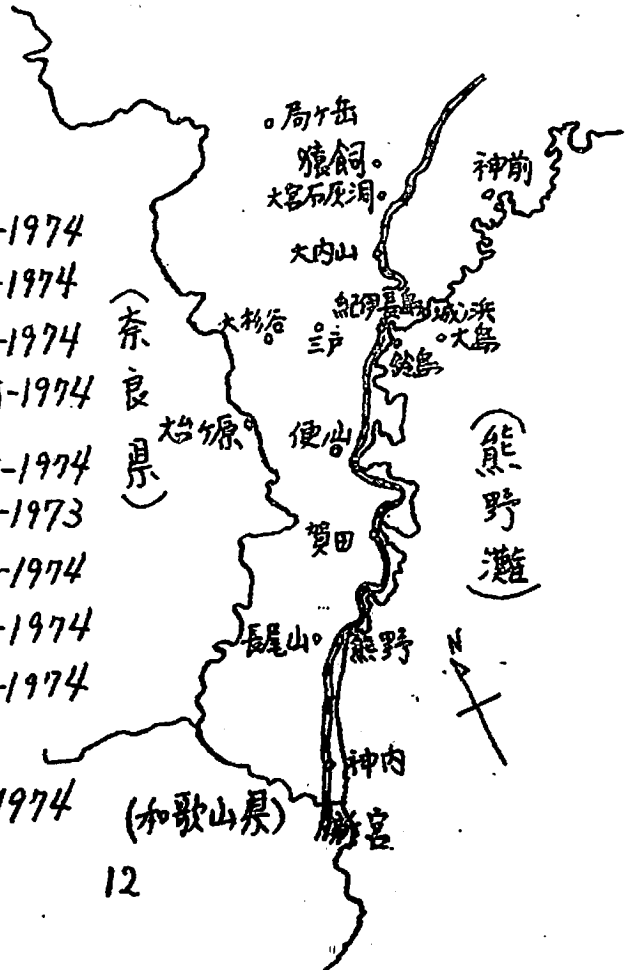 局ヶ岳
猿飼
大宮石灰洞
神前
大内山
紀伊長島
城ノ浜
大島
鈴島
三戸
大杉谷
大台ヶ原
便山
賀田
長尾山
熊野
神内
新宮
(奈良県)
(熊野灘)
(和歌山県)
N
-1974
-1974
-1974
-1974
-1974
-1973
-1974
-1974
-1974
1974
12